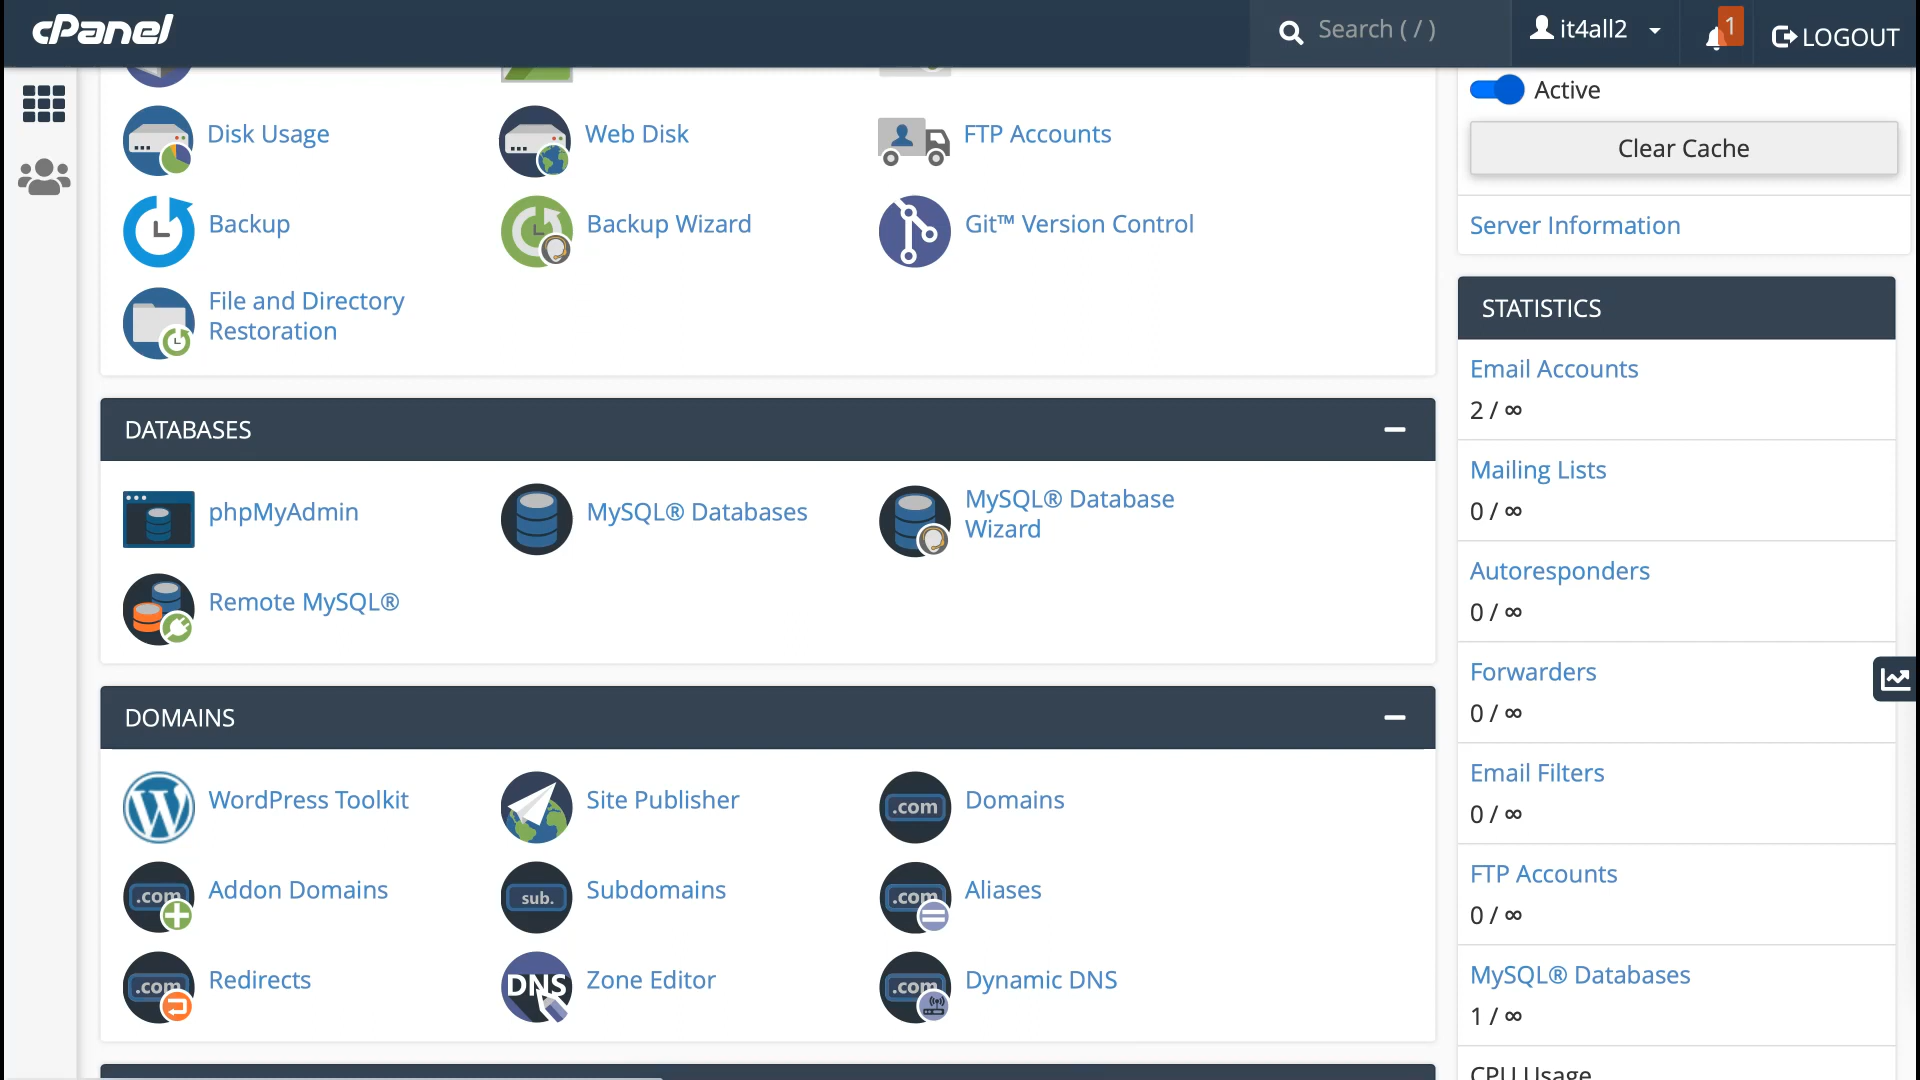 cPanel
Search ( / )
it4all2
1
LOGOUT
Disk Usage
Web Disk
FTP Accounts
Backup
Backup Wizard
Git™ Version Control
File and Directory
Restoration
DATABASES
phpMyAdmin
MySQL® Databases
MySQL® Database
Wizard
Remote MySQL®
DOMAINS
WordPress Toolkit
Site Publisher
.com
Domains
.com
Addon Domains
sub.
Subdomains
.com
Aliases
.com
Redirects
DNS
Zone Editor
.com
Dynamic DNS
Active
Clear Cache
Server Information
STATISTICS
Email Accounts
2 / ∞
Mailing Lists
0 / ∞
Autoresponders
0 / ∞
Forwarders
0 / ∞
Email Filters
0 / ∞
FTP Accounts
0 / ∞
MySQL® Databases
1 / ∞
CPU Usage